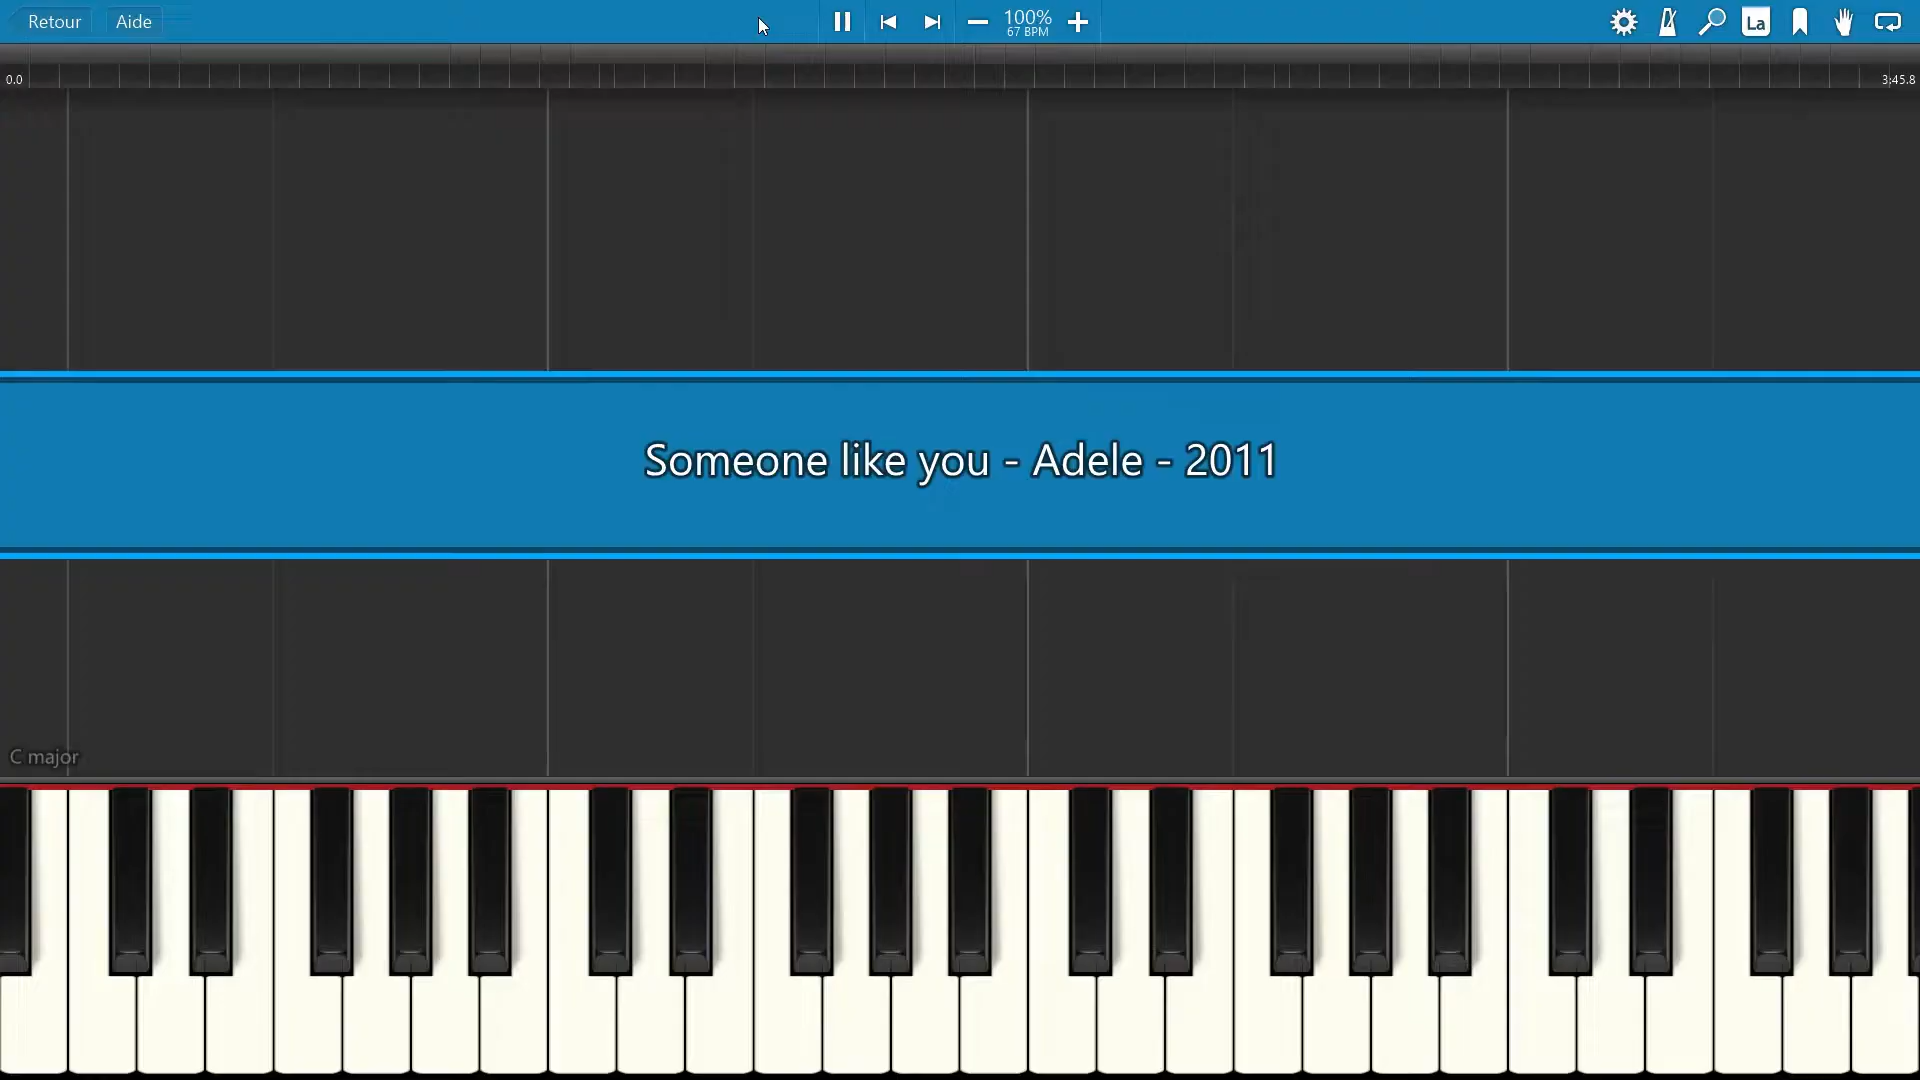 Retour Aide
100%
67 BPM
La
0.0
3:45.8
Someone like you - Adele - 2011
C major